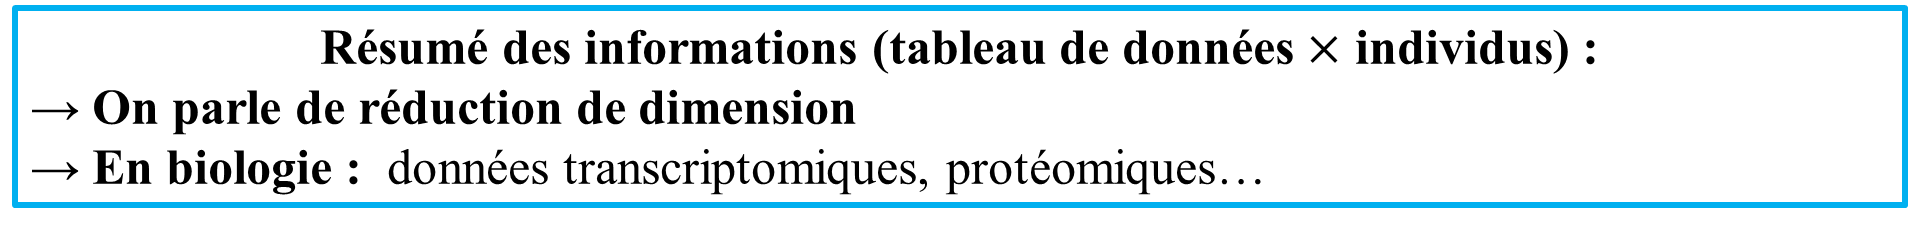 Résumé des informations (tableau de données × individus) :
→ On parle de réduction de dimension
→ En biologie : données transcriptomiques, protéomiques…